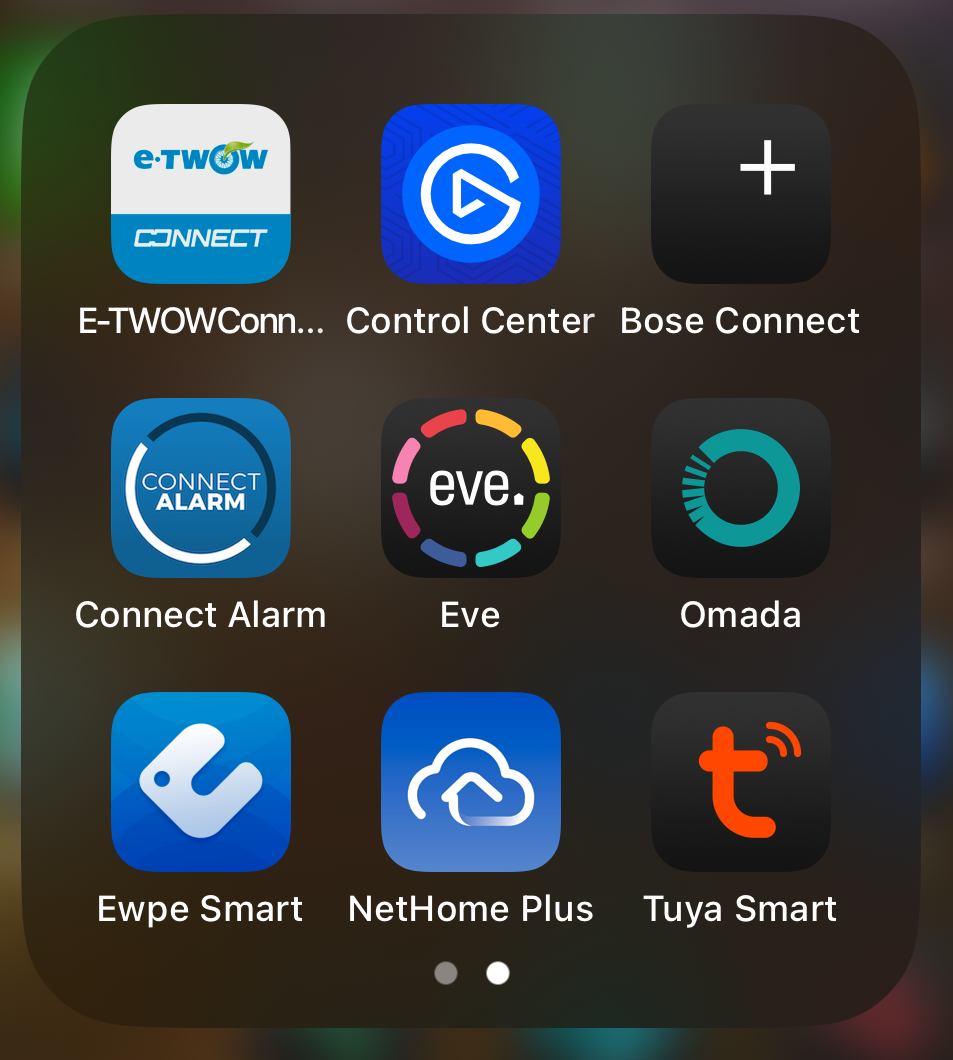 e·TWOW
CONNECT
E-TWOWConn...
Control Center
Bose Connect
CONNECT
ALARM
eve.
Connect Alarm
Eve
Omada
Ewpe Smart
NetHome Plus
Tuya Smart